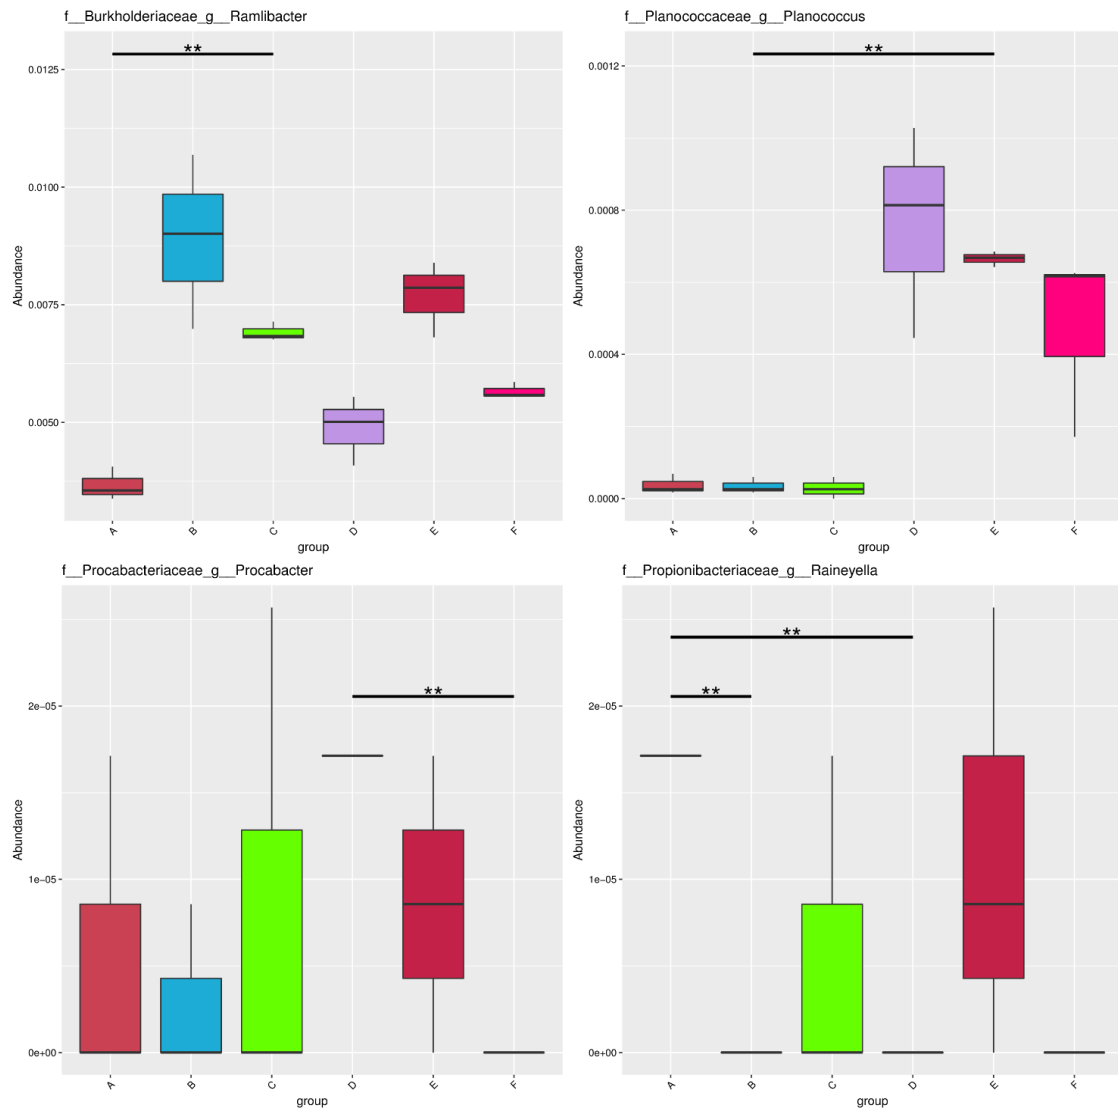 f__Burkholderiaceae_g__Ramlibacter
**
0.0125
0.0100
0.0075
0.0050
Abundance
A B C D E F
group
f__Planococcaceae_g__Planococcus
**
0.0012
0.0008
0.0004
0.0000
Abundance
A B C D E F
group
f__Procabacteriaceae_g__Procabacter
**
2e-05
1e-05
0e+00
Abundance
A B C D E F
group
f__Propionibacteriaceae_g__Raineyella
**
**
2e-05
1e-05
0e+00
Abundance
A B C D E F
group